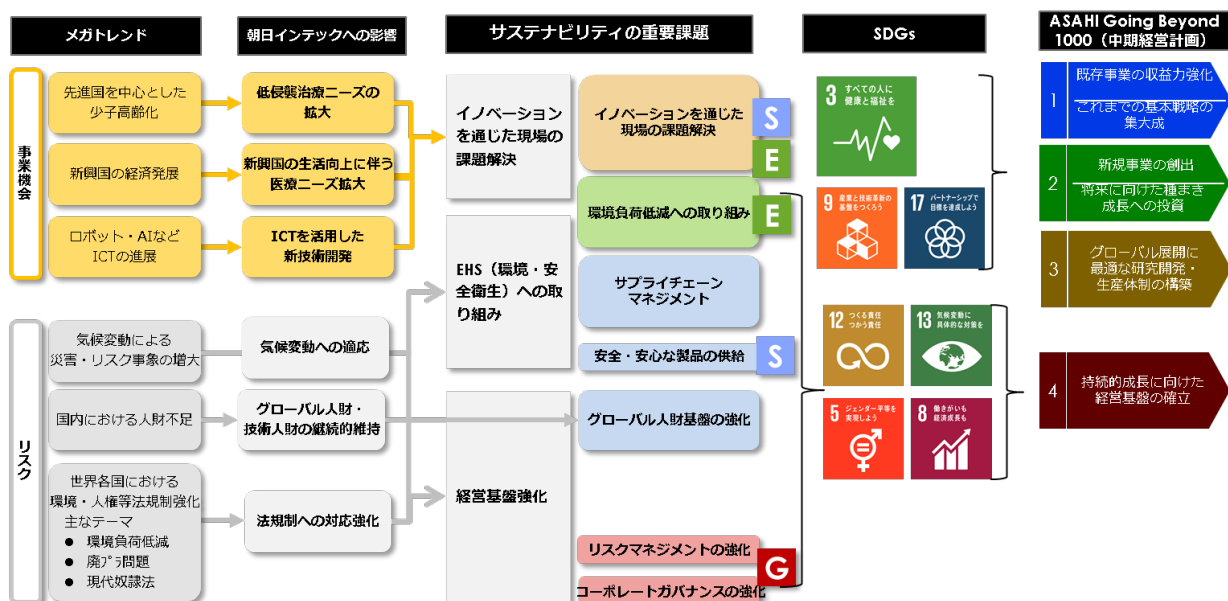 メガトレンド
朝日インテックへの影響
サステナビリティの重要課題
SDGs
ASAHI Going Beyond
1000（中期経営計画）
事業機会
先進国を中心とした
少子高齢化
新興国の経済発展
ロボット・AIなど
ICTの進展
低侵襲治療ニーズの
拡大
新興国の生活向上に伴う
医療ニーズ拡大
ICTを活用した
新技術開発
リスク
気候変動による
災害・リスク事象の増大
国内における人財不足
世界各国における
環境・人権等法規制強化
主なテーマ
● 環境負荷低減
● 廃ﾌﾟﾗ問題
● 現代奴隷法
気候変動への適応
グローバル人財・
技術人財の継続的維持
法規制への対応強化
イノベーション
を通じた現場の
課題解決
EHS（環境・安
全衛生）への取
り組み
経営基盤強化
イノベーションを通じた
現場の課題解決
S
E
環境負荷低減への取り組み
E
サプライチェーン
マネジメント
安全・安心な製品の供給
S
グローバル人財基盤の強化
リスクマネジメントの強化
G
コーポレートガバナンスの強化
3 すべての人に
健康と福祉を
9 産業と技術革新の
基盤をつくろう
17 パートナーシップで
目標を達成しよう
12 つくる責任
つかう責任
13 気候変動に
具体的な対策を
5 ジェンダー平等を
実現しよう
8 働きがいも
経済成長も
1
既存事業の収益力強化
これまでの基本戦略の
集大成
2
新規事業の創出
将来に向けた種まき
成長への投資
3
グローバル展開に
最適な研究開発・
生産体制の構築
4
持続的成長に向けた
経営基盤の確立